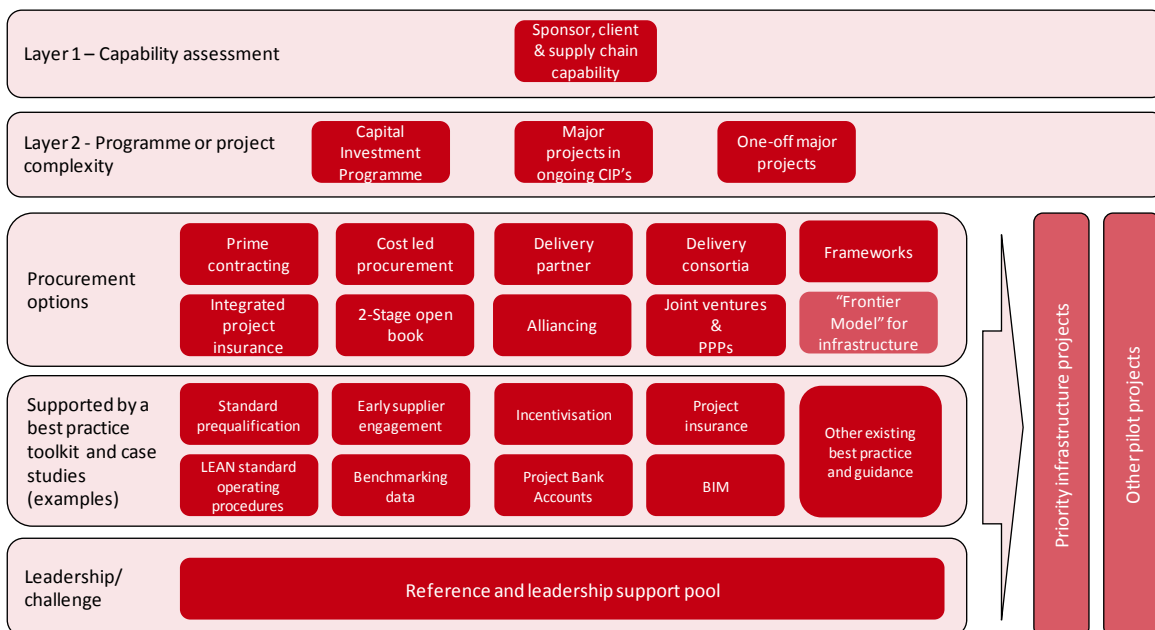 Layer 1 – Capability assessment
Sponsor, client
& supply chain
capability
Layer 2 - Programme or project
complexity
Capital
Investment
Programme
Major
projects in
ongoing CIP's
One-off major
projects
Procurement
options
Prime
contracting
Cost led
procurement
Delivery
partner
Delivery
consortia
Frameworks
Integrated
project
insurance
2-Stage open
book
Alliancing
Joint ventures
&
PPPs
“Frontier
Model” for
infrastructure
Supported by a
best practice
toolkit and case
studies
(examples)
Standard
prequalification
Early supplier
engagement
Incentivisation
Project
insurance
Other existing
best practice
and guidance
LEAN standard
operating
procedures
Benchmarking
data
Project Bank
Accounts
BIM
Leadership/
challenge
Reference and leadership support pool
Priority infrastructure projects
Other pilot projects